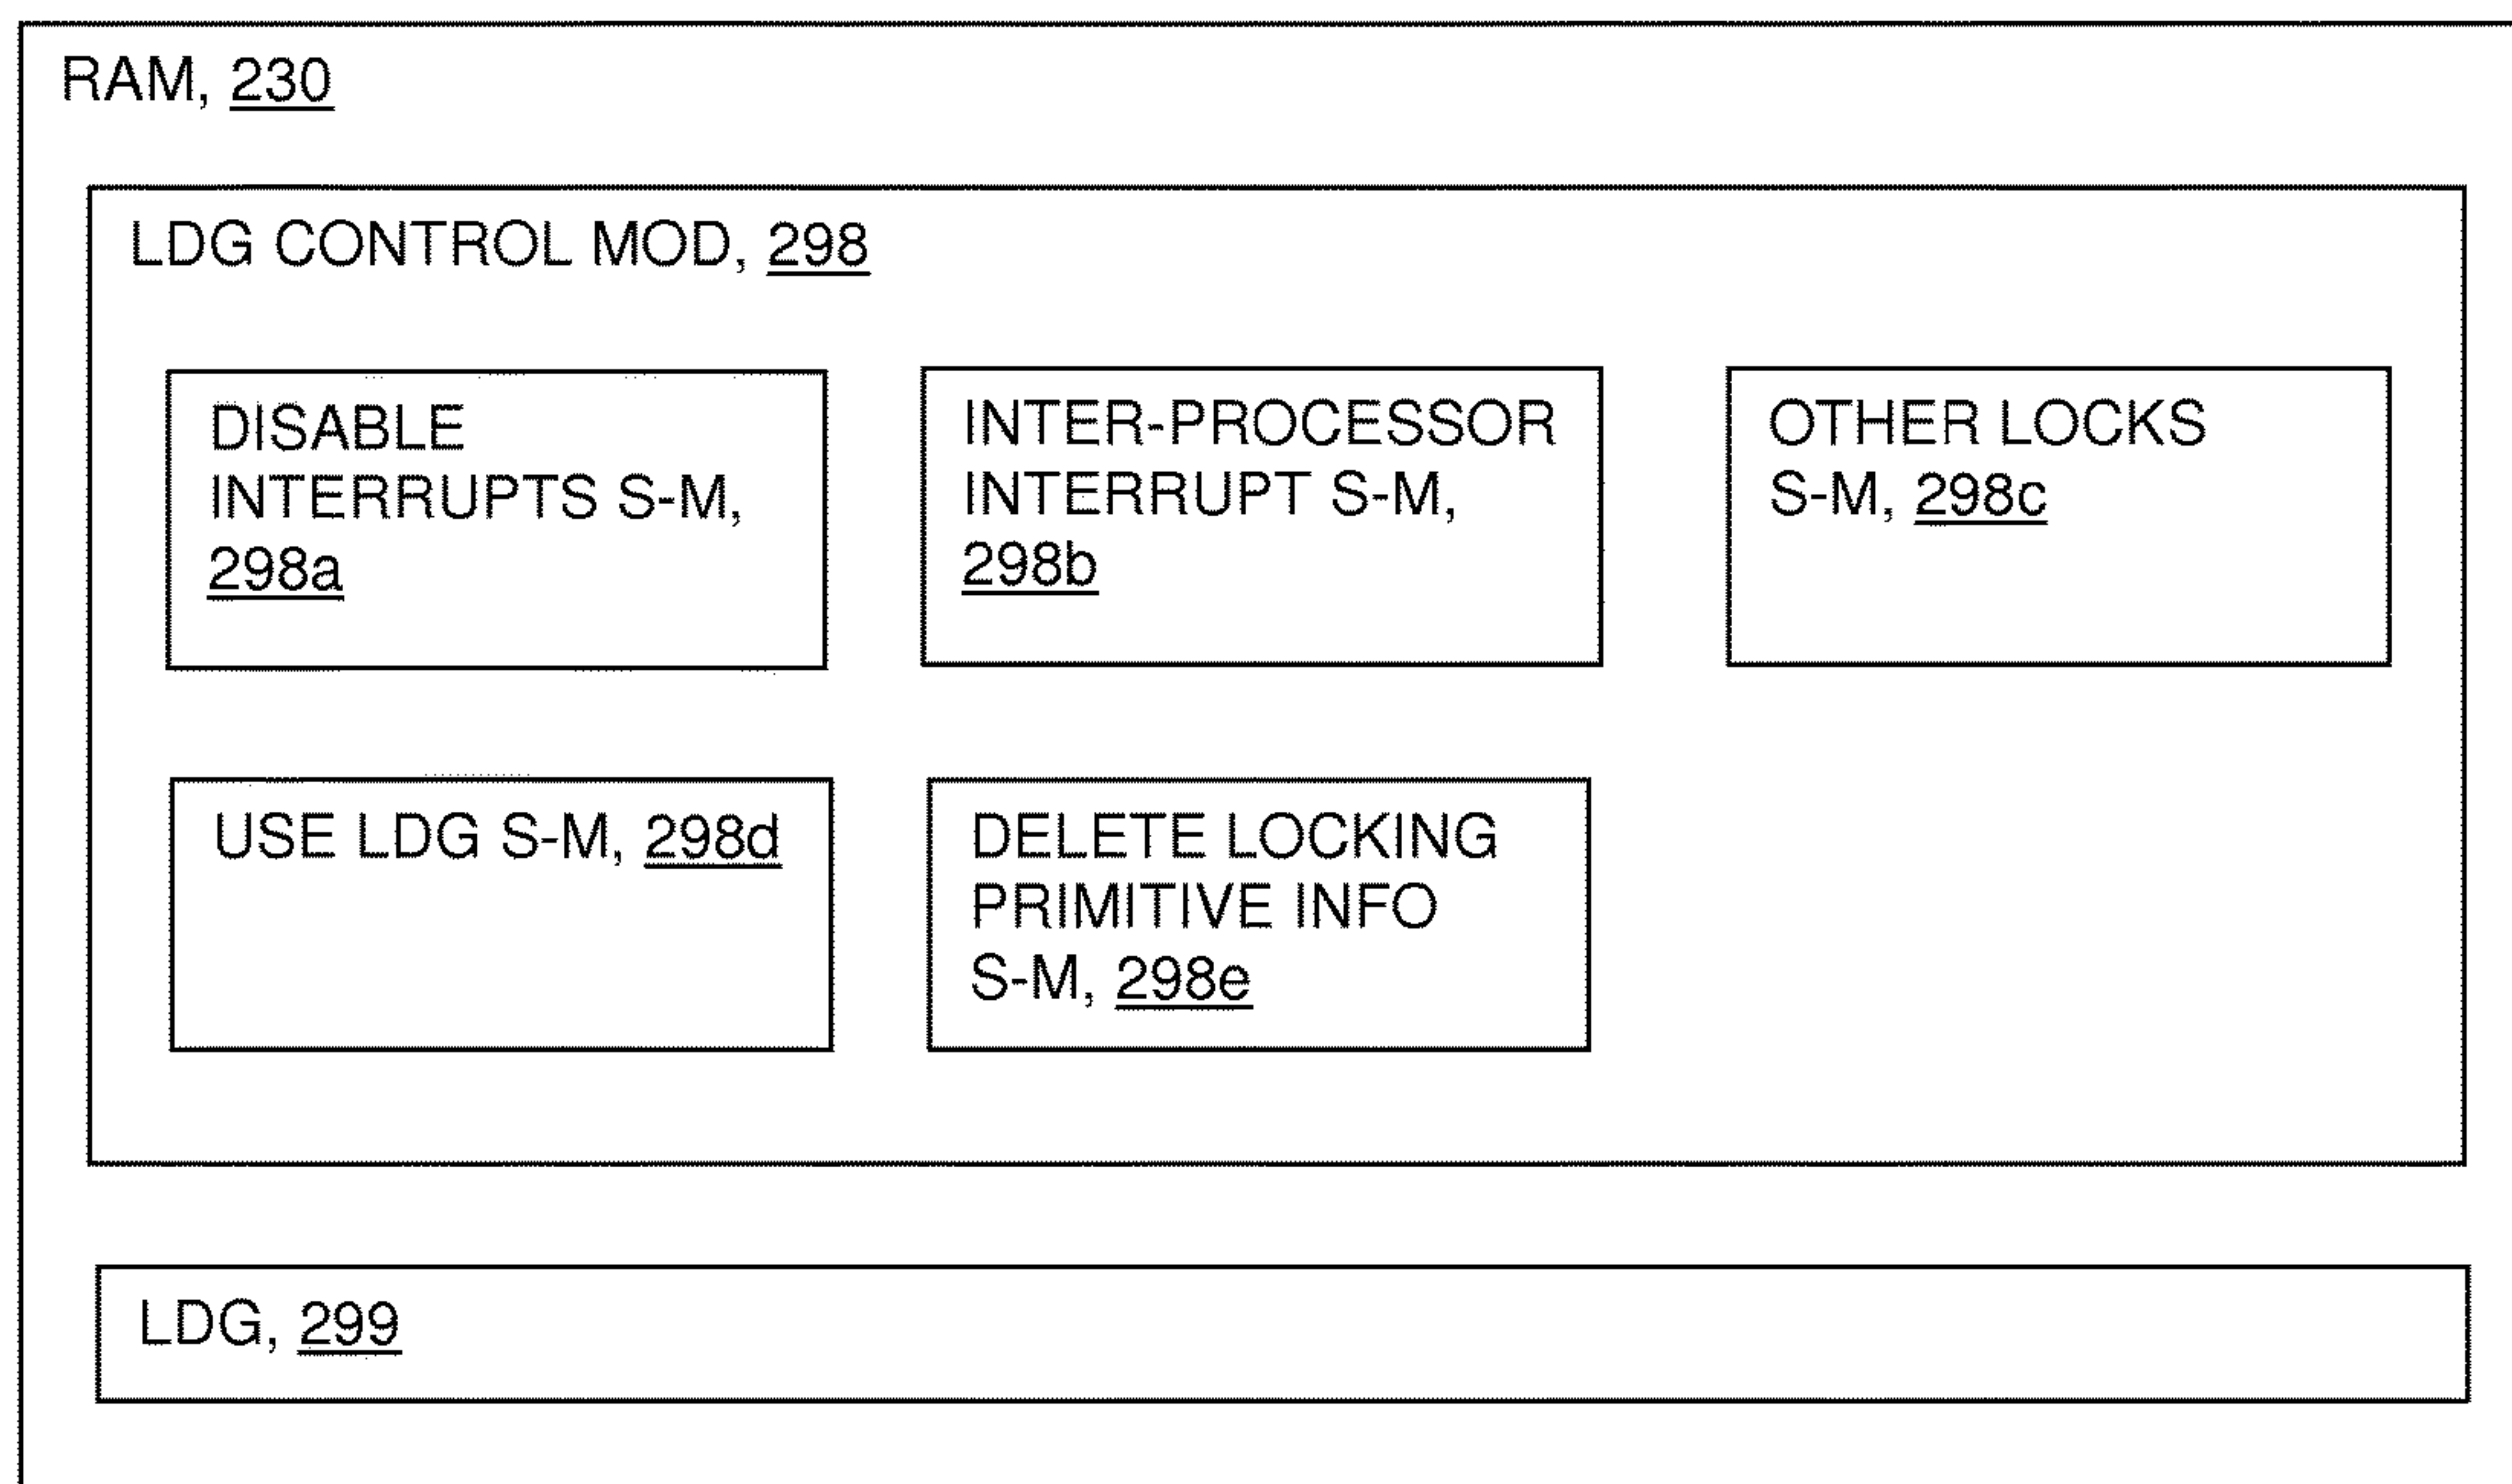 RAM, 230
LDG CONTROL MOD, 298
DISABLE
INTERRUPTS S-M,
298a
INTER-PROCESSOR
INTERRUPT S-M,
298b
OTHER LOCKS
S-M, 298c
USE LDG S-M, 298d
DELETE LOCKING
PRIMITIVE INFO
S-M, 298e
LDG, 299